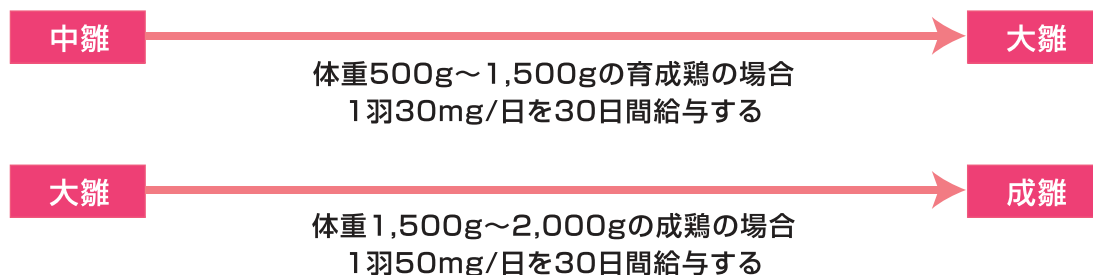 中雛
大雛
体重500g～1,500gの育成鶏の場合
1羽30mg/日を30日間給与する
大雛
成雛
体重1,500g～2,000gの成鶏の場合
1羽50mg/日を30日間給与する